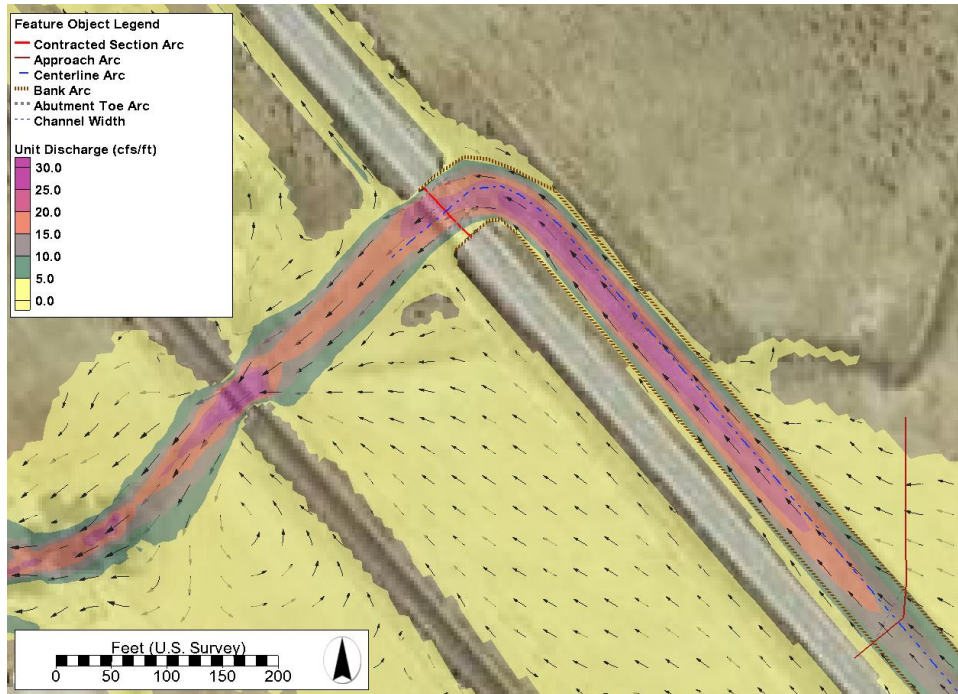 Feature Object Legend
Contracted Section Arc
Approach Arc
Centerline Arc
Bank Arc
Abutment Toe Arc
Channel Width
Unit Discharge (cfs/ft)
30.0
25.0
20.0
15.0
10.0
5.0
0.0
Feet (U.S. Survey)
0 50 100 150 200